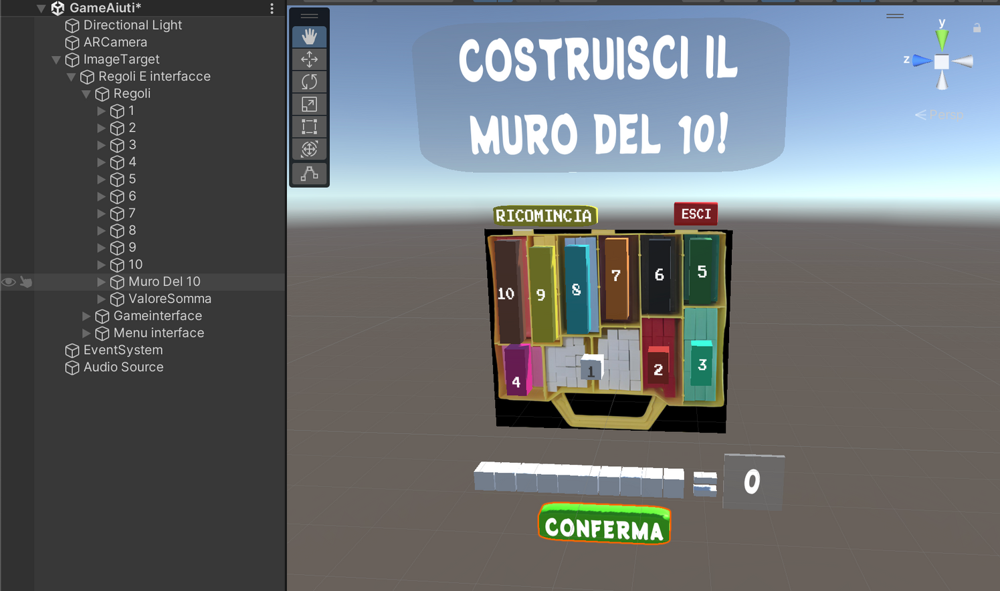 GameAiuti*
Directional Light
ARCamera
ImageTarget
Regoli E interfacce
Regoli
1
2
3
4
5
6
7
8
9
10
Muro Del 10
ValoreSomma
Gameinterface
Menu interface
EventSystem
Audio Source
COSTRUISCI IL
MURO DEL 10!
y
z
Persp
RICOMINCIA
ESCI
10
9
8
7
6
5
4
1
2
3
0
CONFERMA